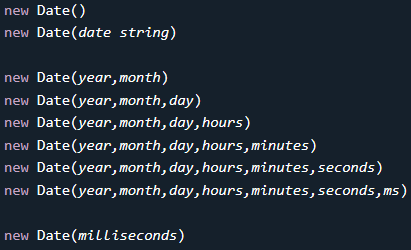 new Date()
new Date(date string)
new Date(year,month)
new Date(year,month,day)
new Date(year,month,day,hours)
new Date(year,month,day,hours,minutes)
new Date(year,month,day,hours,minutes,seconds)
new Date(year,month,day,hours,minutes,seconds,ms)
new Date(milliseconds)